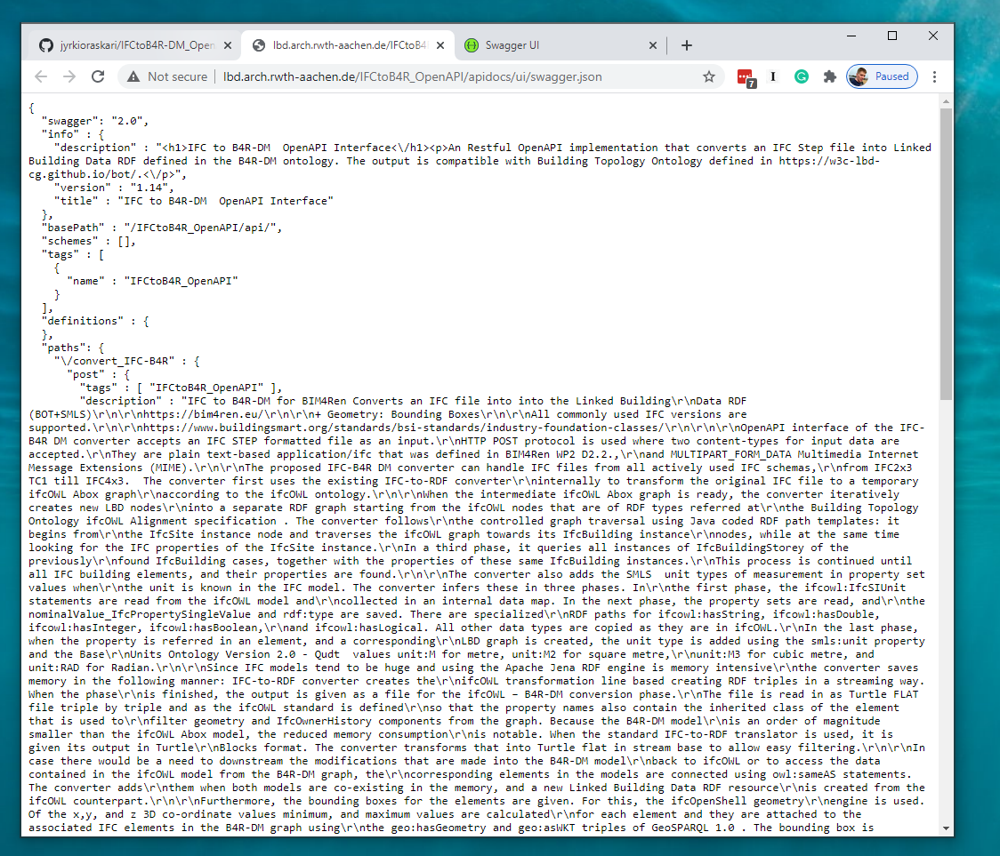 jyrkioraskari/IFCtoB4R-DM_Open
lbd.arch.rwth-aachen.de/IFCtoB4
Swagger UI
Not secure
lbd.arch.rwth-aachen.de/IFCtoB4R_OpenAPI/apidocs/ui/swagger.json
7
I
Paused
{
"swagger": "2.0",
"info" : {
"description" : "<h1>IFC to B4R-DM  OpenAPI Interface<\/h1><p>An Restful OpenAPI implementation that converts an IFC Step file into Linked
Building Data RDF defined in the B4R-DM ontology. The output is compatible with Building Topology Ontology defined in https://w3c-lbd-
cg.github.io/bot/.<\/p>",
"version" : "1.14",
"title" : "IFC to B4R-DM  OpenAPI Interface"
},
"basePath" : "/IFCtoB4R_OpenAPI/api/",
"schemes" : [],
"tags" : [
{
"name" : "IFCtoB4R_OpenAPI"
}
],
"definitions" : {
},
"paths": {
"\/convert_IFC-B4R" : {
"post" : {
"tags" : [ "IFCtoB4R_OpenAPI" ],
"description" : "IFC to B4R-DM for BIM4Ren Converts an IFC file into into the Linked Building\r\nData RDF
(BOT+SMLS)\r\n\r\nhttps://bim4ren.eu/\r\n\r\n+ Geometry: Bounding Boxes\r\n\r\nAll commonly used IFC versions are
supported.\r\n\r\nhttps://www.buildingsmart.org/standards/bsi-standards/industry-foundation-classes/\r\n\r\n\r\nOpenAPI interface of the IFC-
B4R DM converter accepts an IFC STEP formatted file as an input.\r\nHTTP POST protocol is used where two content-types for input data are
accepted.\r\nThey are plain text-based application/ifc that was defined in BIM4Ren WP2 D2.2.,\r\nand MULTIPART_FORM_DATA Multimedia Internet
Message Extensions (MIME).\r\n\r\nThe proposed IFC-B4R DM converter can handle IFC files from all actively used IFC schemas,\r\nfrom IFC2x3
TC1 till IFC4x3.  The converter first uses the existing IFC-to-RDF converter\r\ninternally to transform the original IFC file to a temporary
ifcOWL Abox graph\r\naccording to the ifcOWL ontology.\r\n\r\nWhen the intermediate ifcOWL Abox graph is ready, the converter iteratively
creates new LBD nodes\r\ninto a separate RDF graph starting from the ifcOWL nodes that are of RDF types referred at\r\nthe Building Topology
Ontology ifcOWL Alignment specification . The converter follows\r\nthe controlled graph traversal using Java coded RDF path templates: it
begins from\r\nthe IfcSite instance node and traverses the ifcOWL graph towards its IfcBuilding instance\r\nnodes, while at the same time
looking for the IFC properties of the IfcSite instance.\r\nIn a third phase, it queries all instances of IfcBuildingStorey of the
previously\r\nfound IfcBuilding cases, together with the properties of these same IfcBuilding instances.\r\nThis process is continued until
all IFC building elements, and their properties are found.\r\n\r\nThe converter also adds the SMLS  unit types of measurement in property set
values when\r\nthe unit is known in the IFC model. The converter infers these in three phases. In\r\nthe first phase, the ifcowl:IfcSIUnit
statements are read from the ifcOWL model and\r\ncollected in an internal data map. In the next phase, the property sets are read, and\r\nthe
nominalValue_IfcPropertySingleValue and rdf:type are saved. There are specialized\r\nRDF paths for ifcowl:hasString, ifcowl:hasDouble,
ifcowl:hasInteger, ifcowl:hasBoolean,\r\nand ifcowl:hasLogical. All other data types are copied as they are in ifcOWL.\r\nIn the last phase,
when the property is referred in an element, and a corresponding\r\nLBD graph is created, the unit type is added using the smls:unit property
and the Base\r\nUnits Ontology Version 2.0 - Qudt  values unit:M for metre, unit:M2 for square metre,\r\nunit:M3 for cubic metre, and
unit:RAD for Radian.\r\n\r\nSince IFC models tend to be huge and using the Apache Jena RDF engine is memory intensive\r\nthe converter saves
memory in the following manner: IFC-to-RDF converter creates the\r\nifcOWL transformation line based creating RDF triples in a streaming way.
When the phase\r\nis finished, the output is given as a file for the ifcOWL – B4R-DM conversion phase.\r\nThe file is read in as Turtle FLAT
file triple by triple and as the ifcOWL standard is defined\r\nso that the property names also contain the inherited class of the element
that is used to\r\nfilter geometry and IfcOwnerHistory components from the graph. Because the B4R-DM model\r\nis an order of magnitude
smaller than the ifcOWL Abox model, the reduced memory consumption\r\nis notable. When the standard IFC-to-RDF translator is used, it is
given its output in Turtle\r\nBlocks format. The converter transforms that into Turtle flat in stream base to allow easy filtering.\r\n\r\nIn
case there would be a need to downstream the modifications that are made into the B4R-DM model\r\nback to ifcOWL or to access the data
contained in the ifcOWL model from the B4R-DM graph, the\r\ncorresponding elements in the models are connected using owl:sameAS statements.
The converter adds\r\nthem when both models are co-existing in the memory, and a new Linked Building Data RDF resource\r\nis created from the
ifcOWL counterpart.\r\n\r\nFurthermore, the bounding boxes for the elements are given. For this, the ifcOpenShell geometry\r\nengine is used.
Of the x,y, and z 3D co-ordinate values minimum, and maximum values are calculated\r\nfor each element and they are attached to the
associated IFC elements in the B4R-DM graph using\r\nthe geo:hasGeometry and geo:asWKT triples of GeoSPARQL 1.0 . The bounding box is